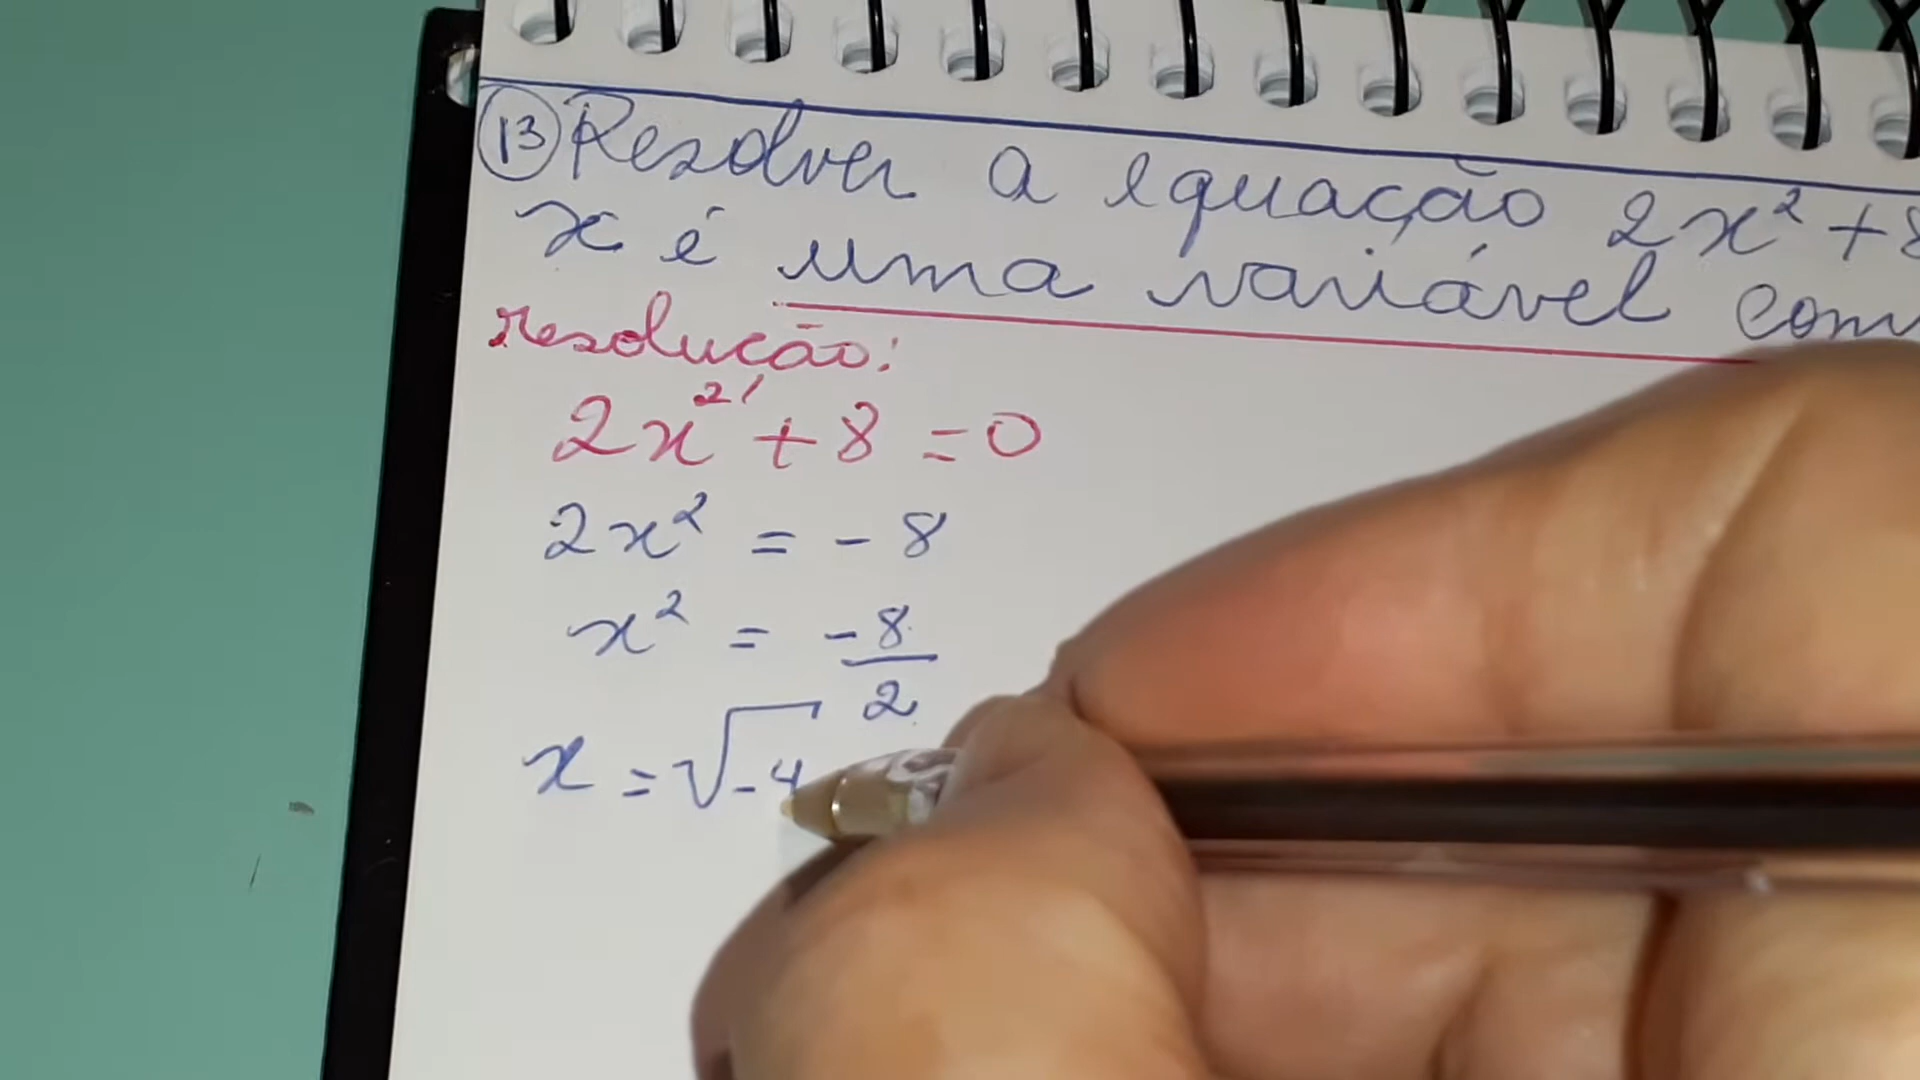 13 Resolver a equação 2x² + 8
x é uma variável com
resolução:
2x² + 8 = 0
2x² = - 8
x² = - 8/2
x = √-4